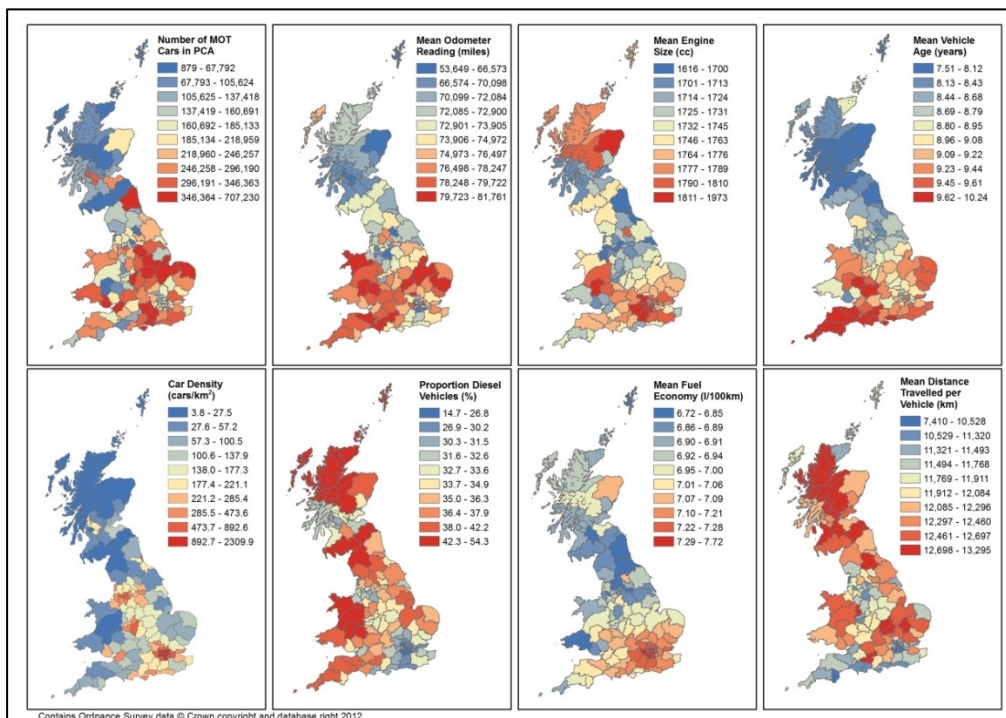 Number of MOT
Cars in PCA
879 - 67,792
67,793 - 105,624
105,625 - 137,418
137,419 - 160,691
160,692 - 185,133
185,134 - 218,959
218,960 - 246,257
246,258 - 296,190
296,191 - 346,363
346,364 - 707,230
Mean Odometer
Reading (miles)
53,649 - 66,573
66,574 - 70,098
70,099 - 72,084
72,085 - 72,900
72,901 - 73,905
73,906 - 74,972
74,973 - 76,497
76,498 - 78,247
78,248 - 79,722
79,723 - 81,761
Mean Engine
Size (cc)
1616 - 1700
1701 - 1713
1714 - 1724
1725 - 1731
1732 - 1745
1746 - 1763
1764 - 1776
1777 - 1789
1790 - 1810
1811 - 1973
Mean Vehicle
Age (years)
7.51 - 8.12
8.13 - 8.43
8.44 - 8.68
8.69 - 8.79
8.80 - 8.95
8.96 - 9.08
9.09 - 9.22
9.23 - 9.44
9.45 - 9.61
9.62 - 10.24
Car Density
(cars/km²)
3.8 - 27.5
27.6 - 57.2
57.3 - 100.5
100.6 - 137.9
138.0 - 177.3
177.4 - 221.1
221.2 - 285.4
285.5 - 473.6
473.7 - 892.6
892.7 - 2309.9
Proportion Diesel
Vehicles (%)
14.7 - 26.8
26.9 - 30.2
30.3 - 31.5
31.6 - 32.6
32.7 - 33.6
33.7 - 34.9
35.0 - 36.3
36.4 - 37.9
38.0 - 42.2
42.3 - 54.3
Mean Fuel
Economy (l/100km)
6.72 - 6.85
6.86 - 6.89
6.90 - 6.91
6.92 - 6.94
6.95 - 7.00
7.01 - 7.06
7.07 - 7.09
7.10 - 7.21
7.22 - 7.28
7.29 - 7.72
Mean Distance
Travelled per
Vehicle (km)
7,410 - 10,528
10,529 - 11,320
11,321 - 11,493
11,494 - 11,768
11,769 - 11,911
11,912 - 12,084
12,085 - 12,296
12,297 - 12,460
12,461 - 12,697
12,698 - 13,295
Contains Ordnance Survey data © Crown copyright and database right 2012